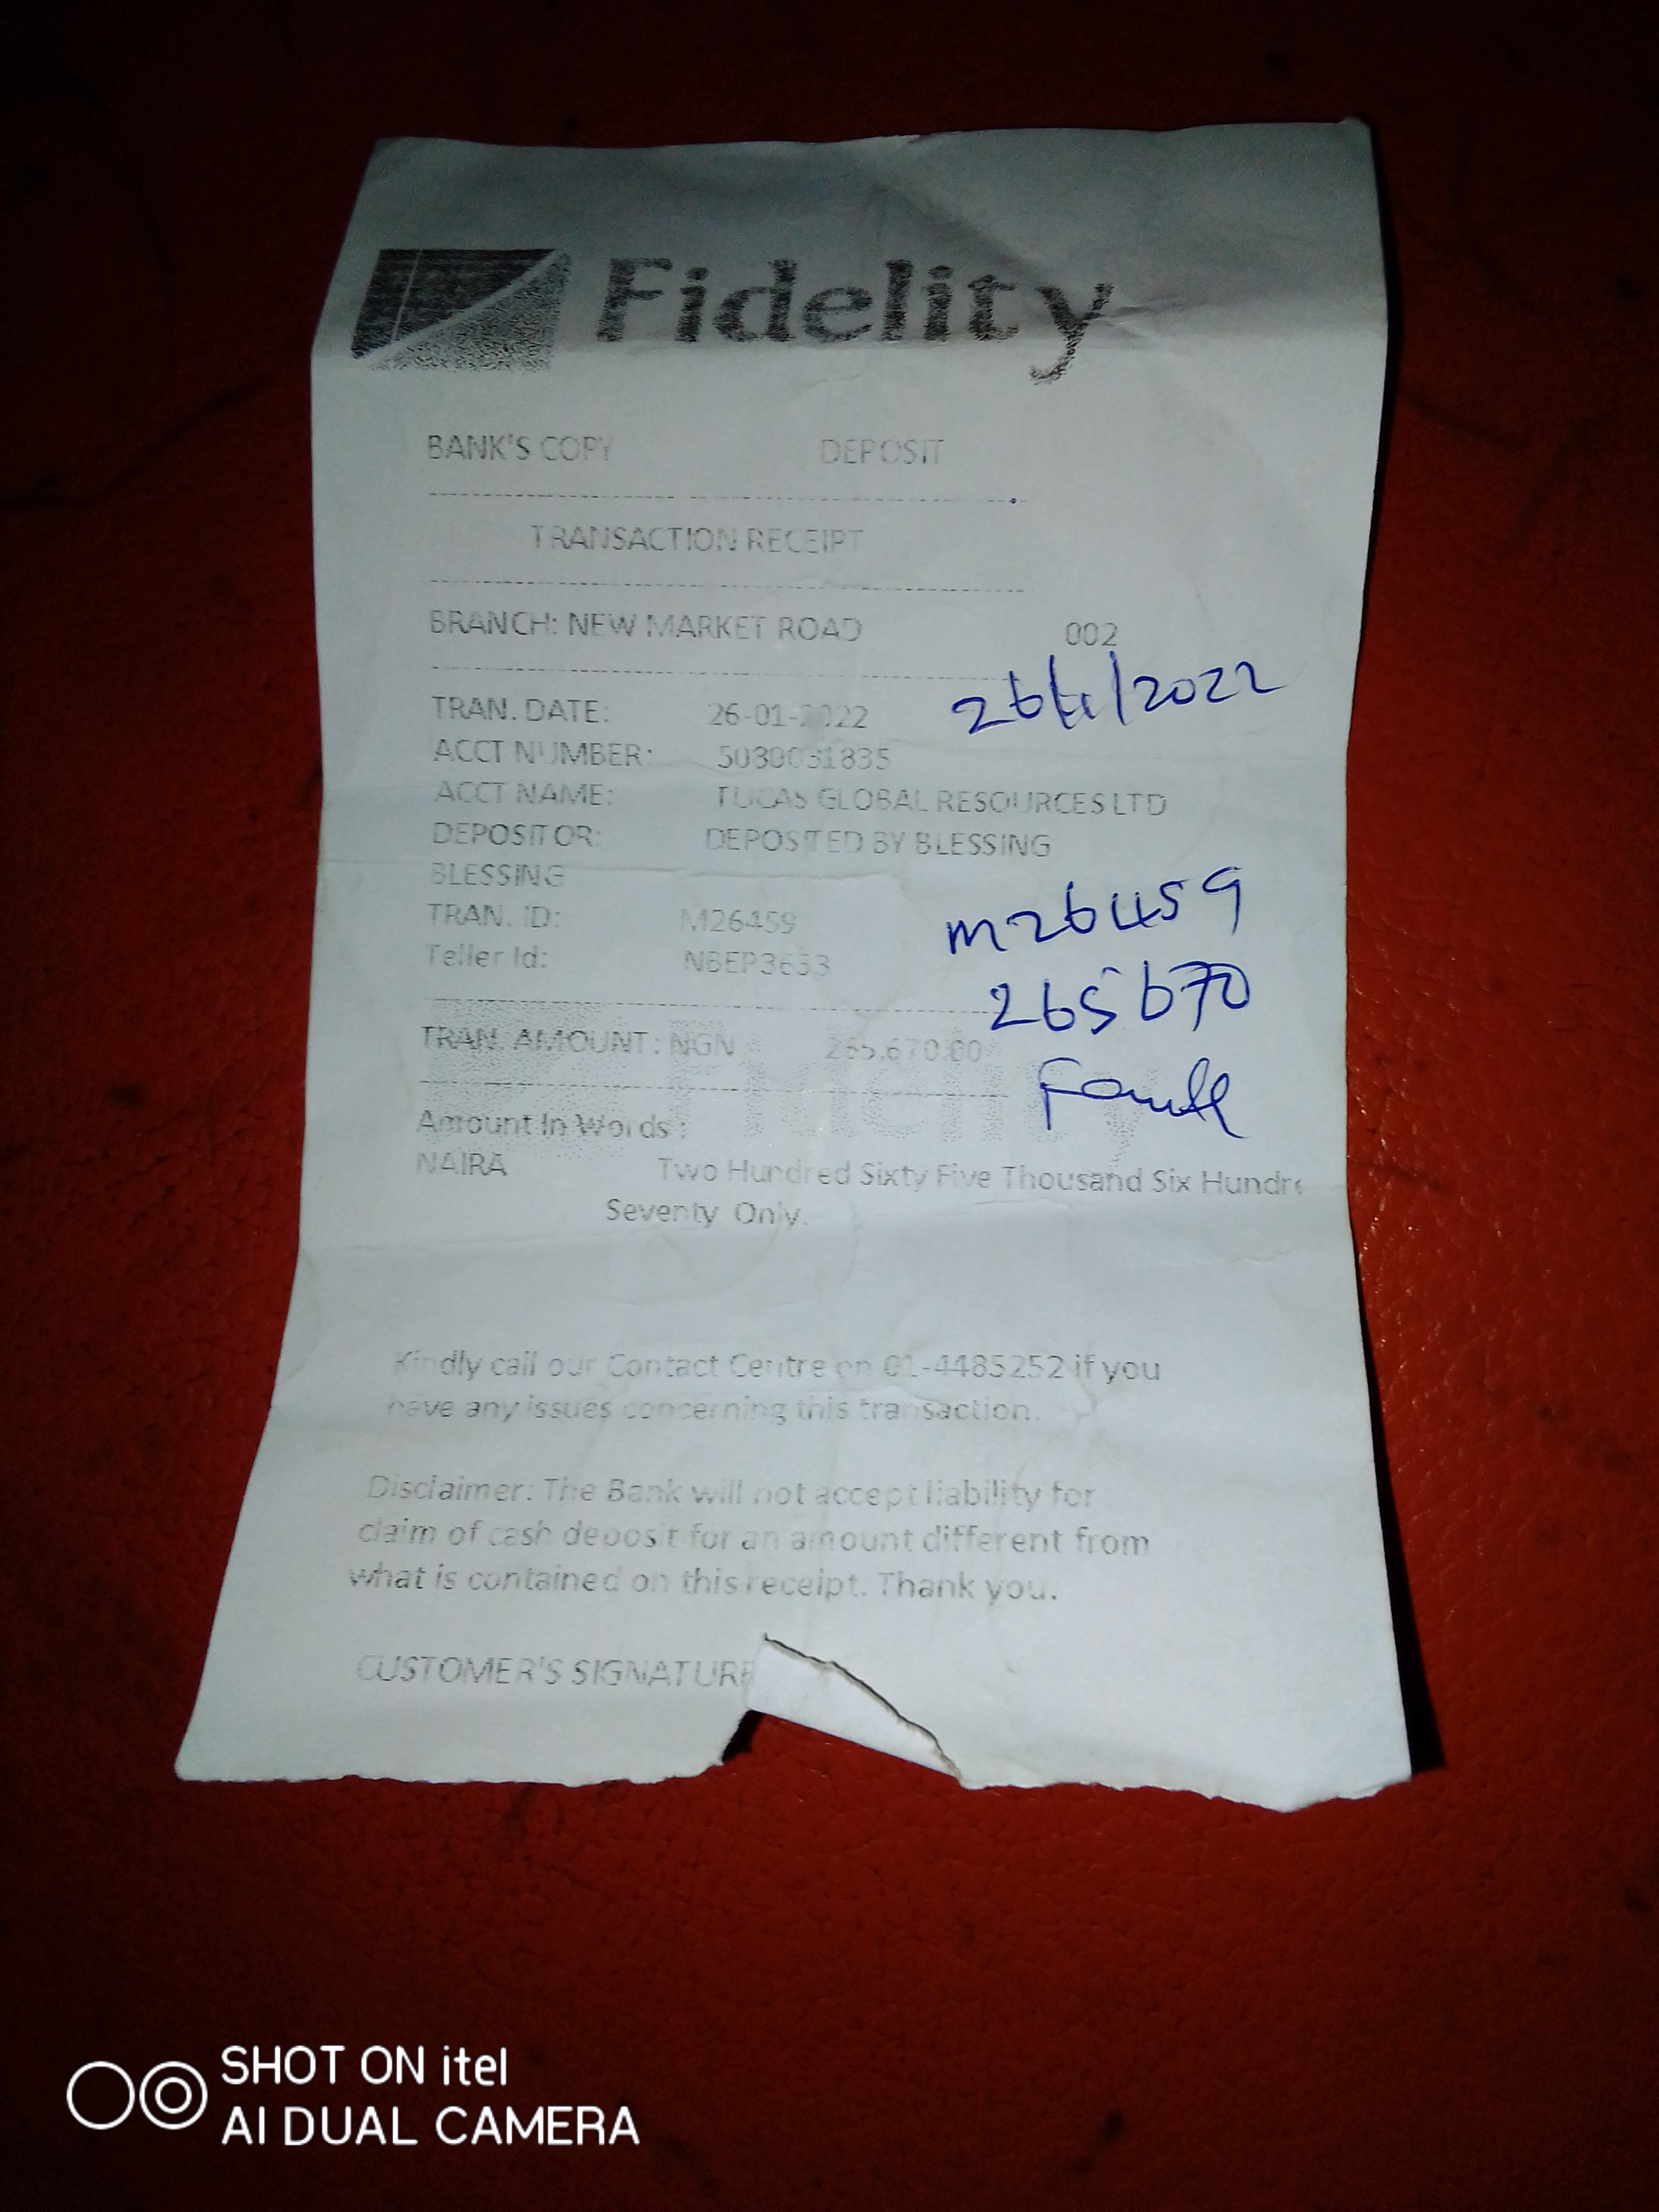 Fidelity
BANK'S COPY DEPOSIT
TRANSACTION RECEIPT
BRANCH: NEW MARKET ROAD 002
TRAN. DATE: 26-01-2022 26/1/2022
ACCT NUMBER: 5080031835
ACCT NAME: TUCAS GLOBAL RESOURCES LTD
DEPOSITOR: DEPOSITED BY BLESSING
BLESSING
TRAN. ID: M26459 m26459
Teller Id: NBEP3653
265670
TRAN. AMOUNT: NGN 265,670.00
Amount In Words :
NAIRA Two Hundred Sixty Five Thousand Six Hundre
Seventy Only.
Kindly call our Contact Centre on 01-4485252 if you
have any issues concerning this transaction.
Disclaimer: The Bank will not accept liability for
claim of cash deposit for an amount different from
what is contained on this receipt. Thank you.
CUSTOMER'S SIGNATURE
SHOT ON itel
AI DUAL CAMERA